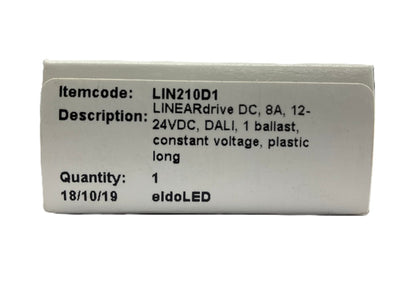 Itemcode: LIN210D1
Description: LINEARdrive DC, 8A, 12-
24VDC, DALI, 1 ballast,
constant voltage, plastic
long
Quantity: 1
18/10/19 eldoLED